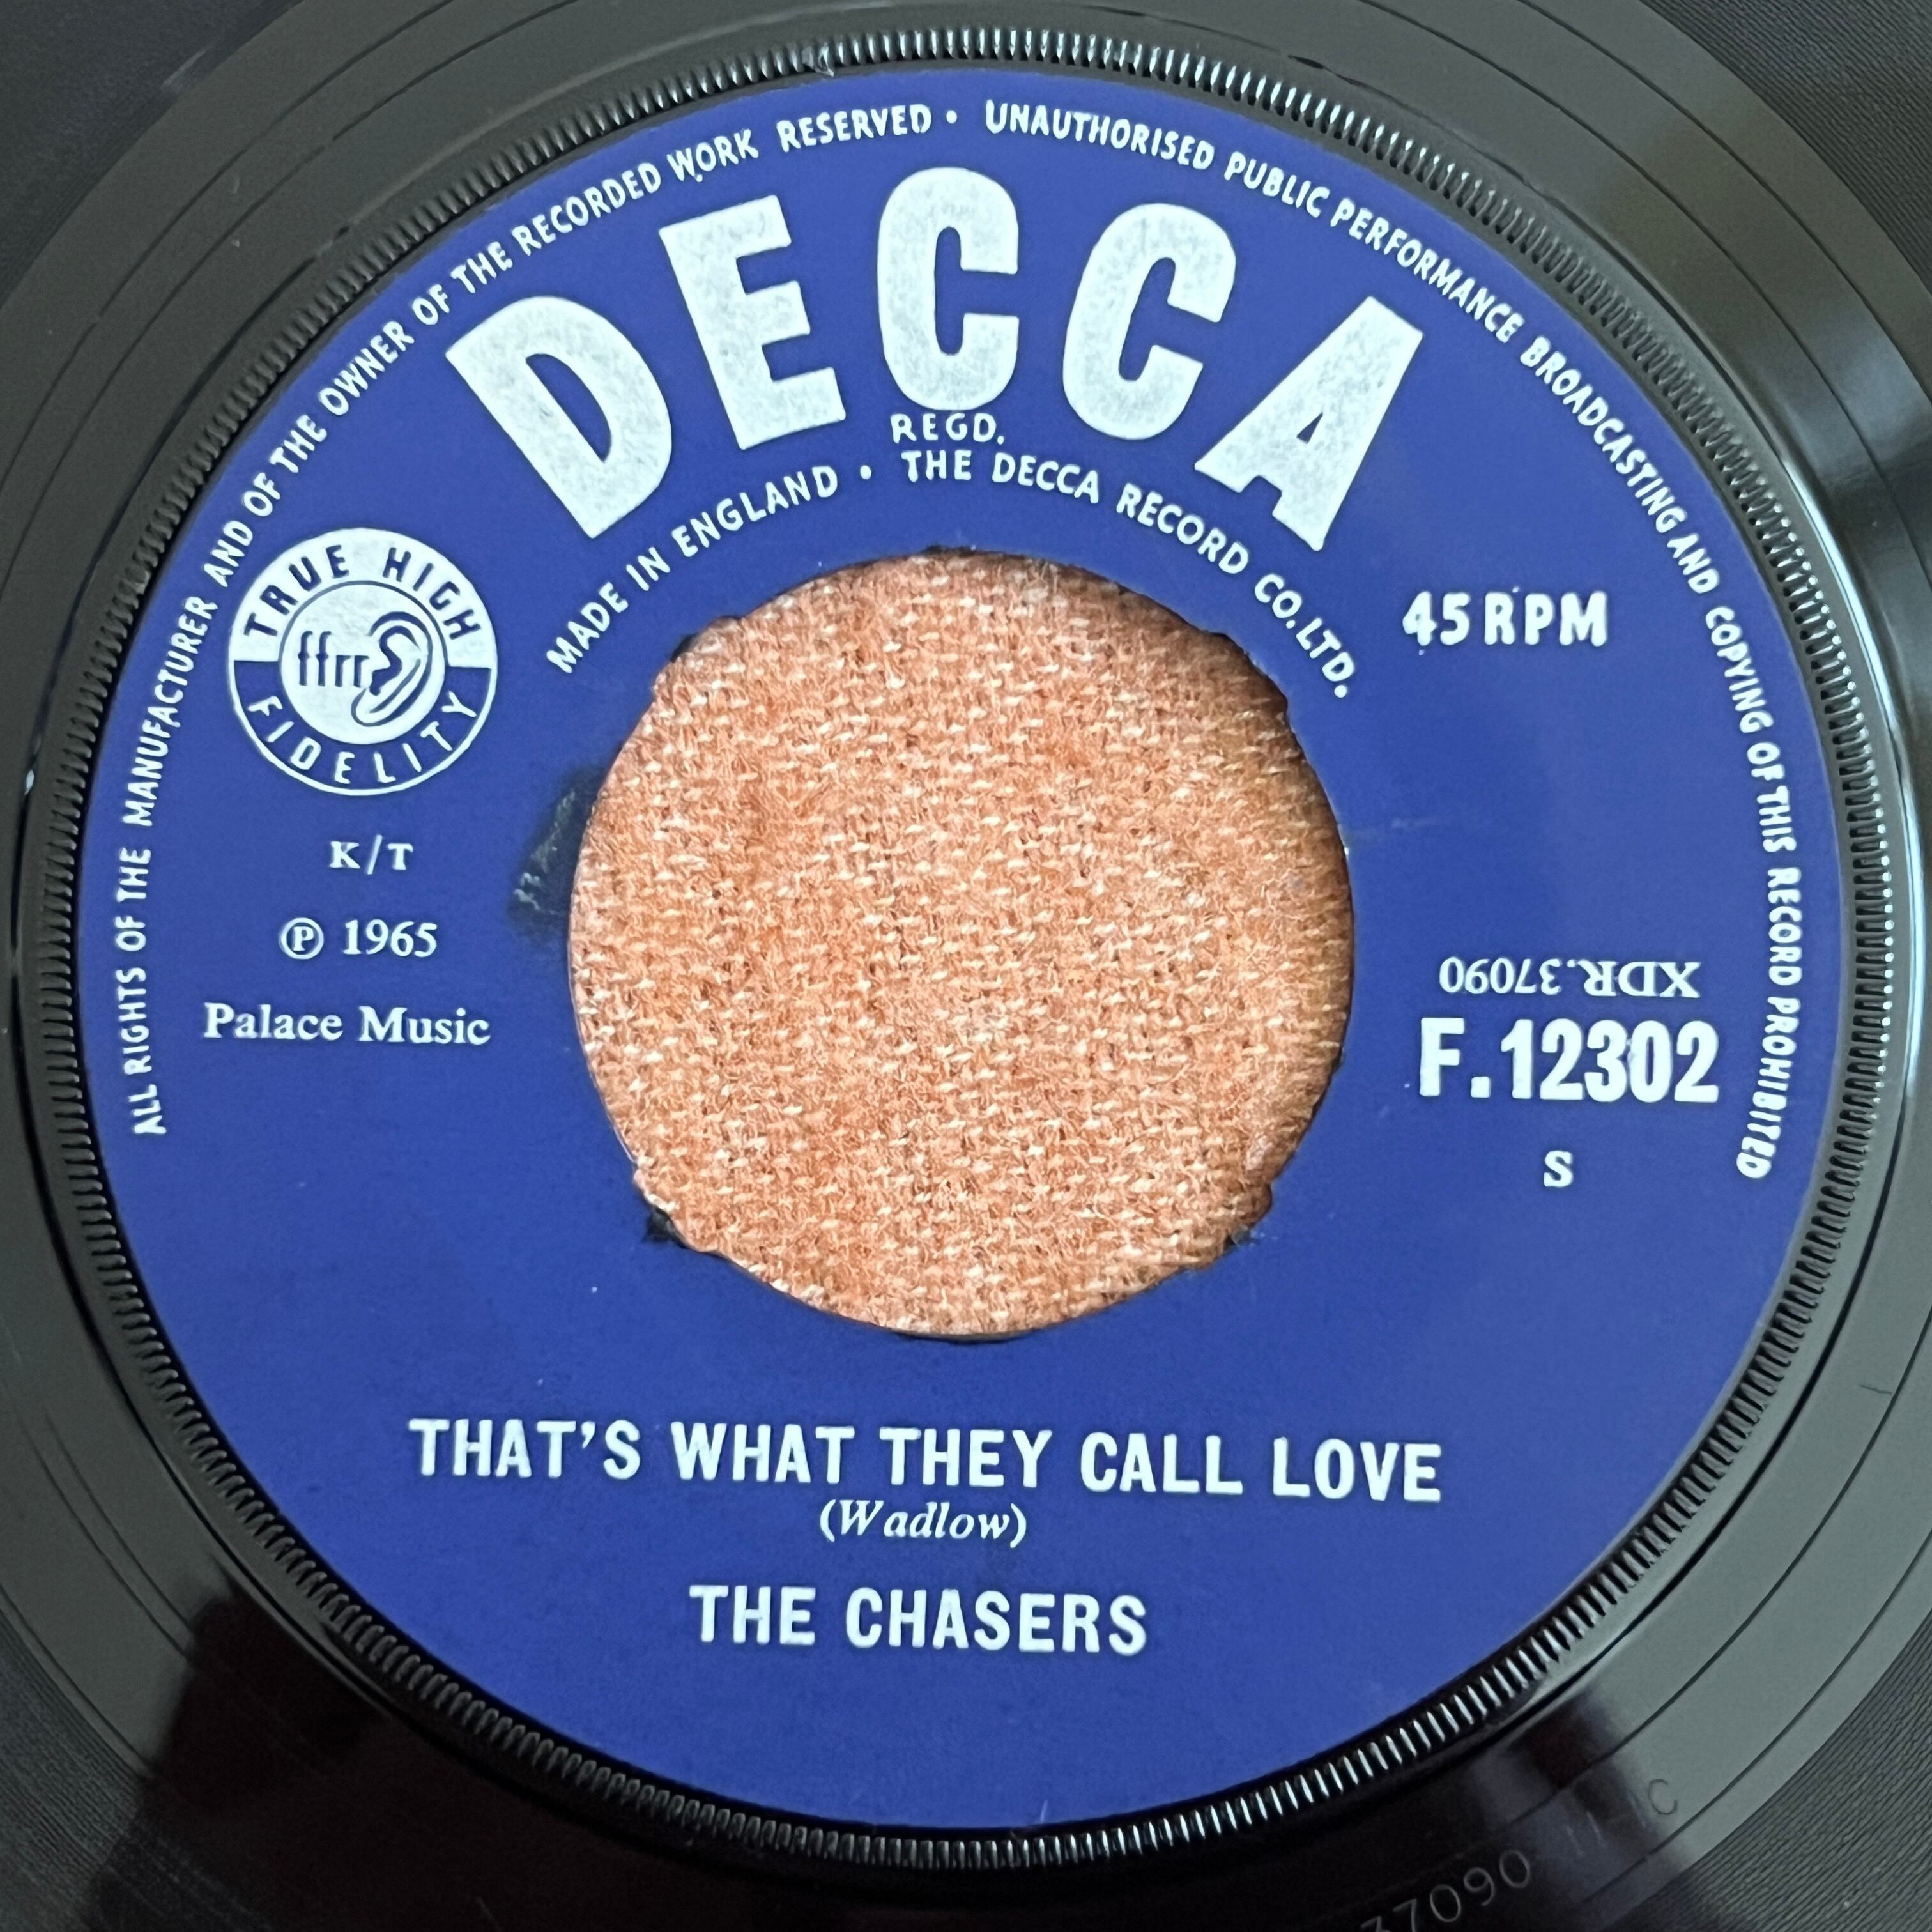 ALL RIGHTS OF THE MANUFACTURER AND OF THE OWNER OF THE RECORDED WORK RESERVED • UNAUTHORISED PUBLIC PERFORMANCE BROADCASTING AND COPYING OF THIS RECORD PROHIBITED
DECCA
REGD.
MADE IN ENGLAND • THE DECCA RECORD CO. LTD.
TRUE HIGH
ffrr
FIDELITY
45 RPM
K/T
℗ 1965
Palace Music
XDR.37090
F.12302
S
THAT'S WHAT THEY CALL LOVE
(Wadlow)
THE CHASERS
37090